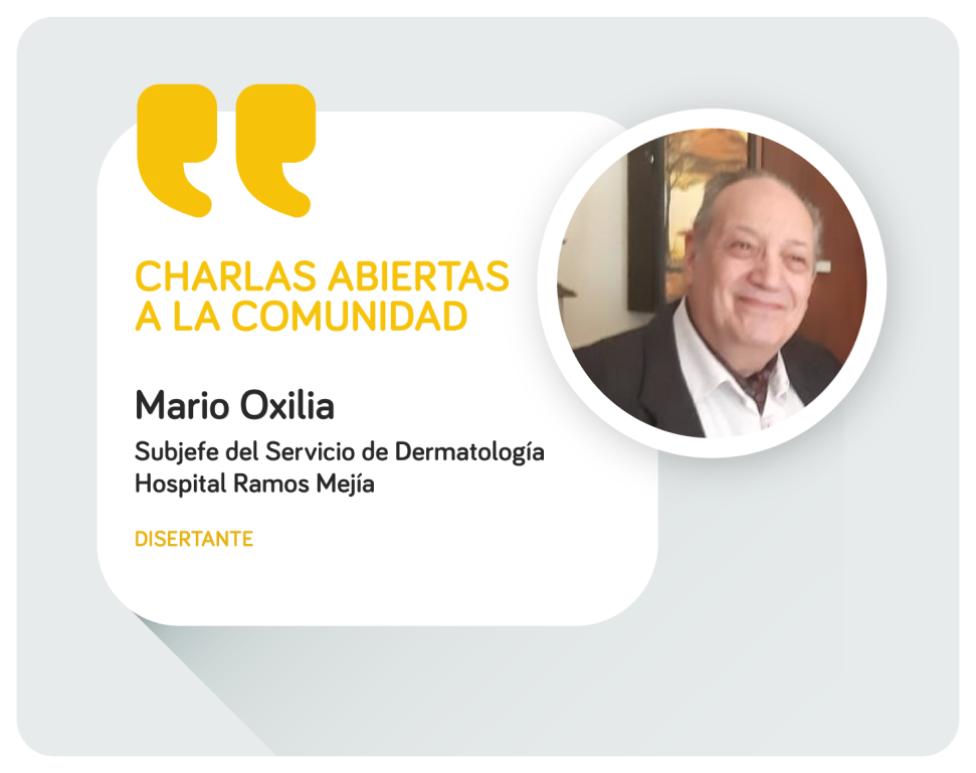 CHARLAS ABIERTAS
A LA COMUNIDAD
Mario Oxilia
Subjefe del Servicio de Dermatología
Hospital Ramos Mejía
DISERTANTE